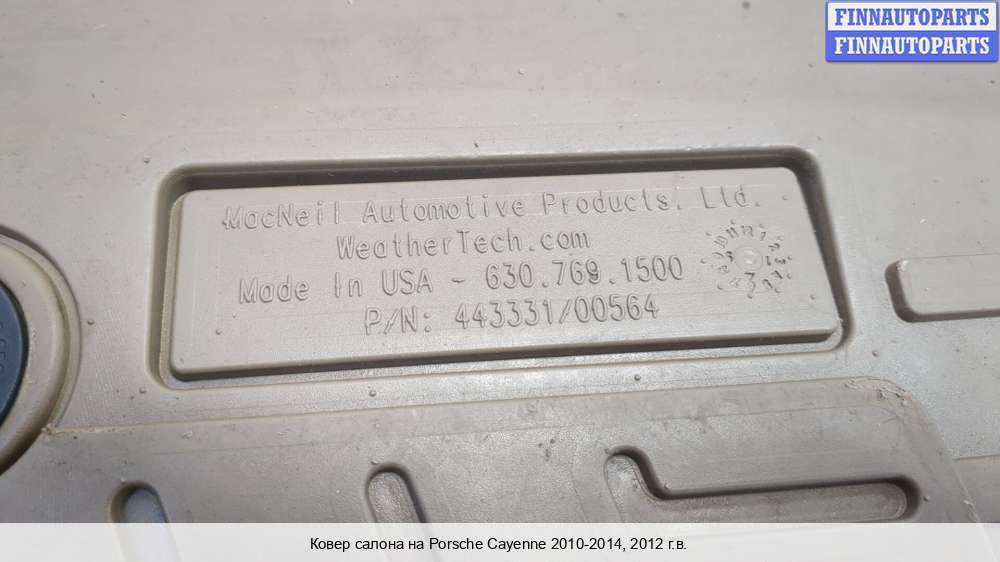 FINNAUTOPARTS
FINNAUTOPARTS
MacNeil Automotive Products. Ltd.
WeatherTech.com
Made In USA - 630.769.1500
P/N: 443331/00564
Ковер салона на Porsche Cayenne 2010-2014, 2012 г.в.